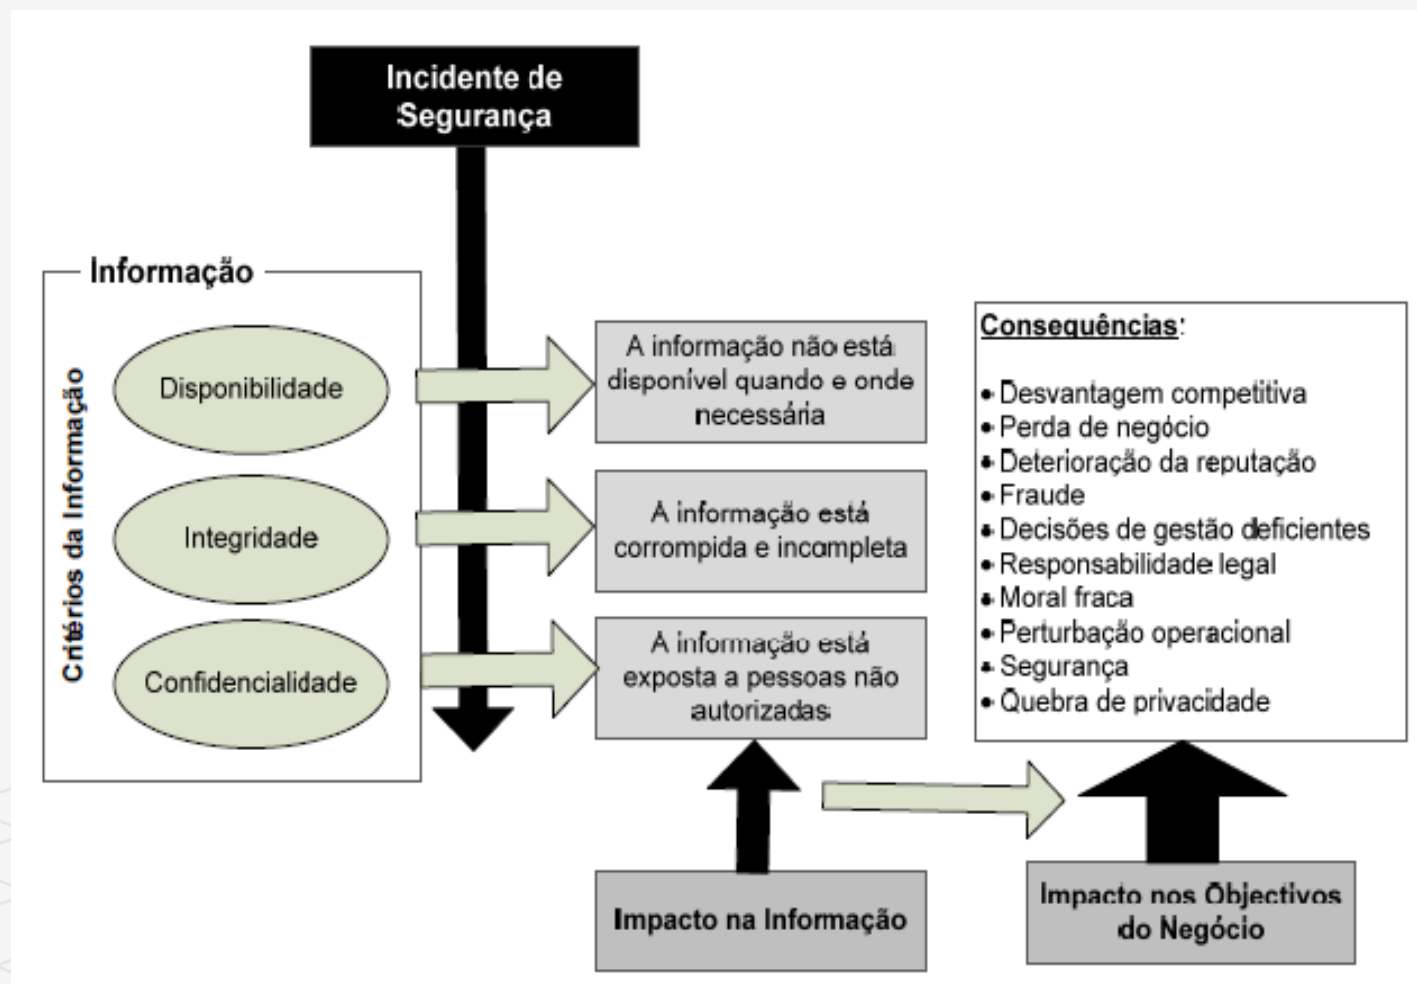 Incidente de
Segurança
Informação
Critérios da Informação
Disponibilidade
Integridade
Confidencialidade
A informação não está
disponível quando e onde
necessária
A informação está
corrompida e incompleta
A informação está
exposta a pessoas não
autorizadas
Consequências:
• Desvantagem competitiva
• Perda de negócio
• Deterioração da reputação
• Fraude
• Decisões de gestão deficientes
• Responsabilidade legal
• Moral fraca
• Perturbação operacional
• Segurança
• Quebra de privacidade
Impacto na Informação
Impacto nos Objectivos
do Negócio